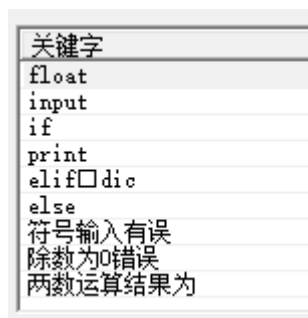 关键字
float
input
if
print
elif□dic
else
符号输入有误
除数为0错误
两数运算结果为